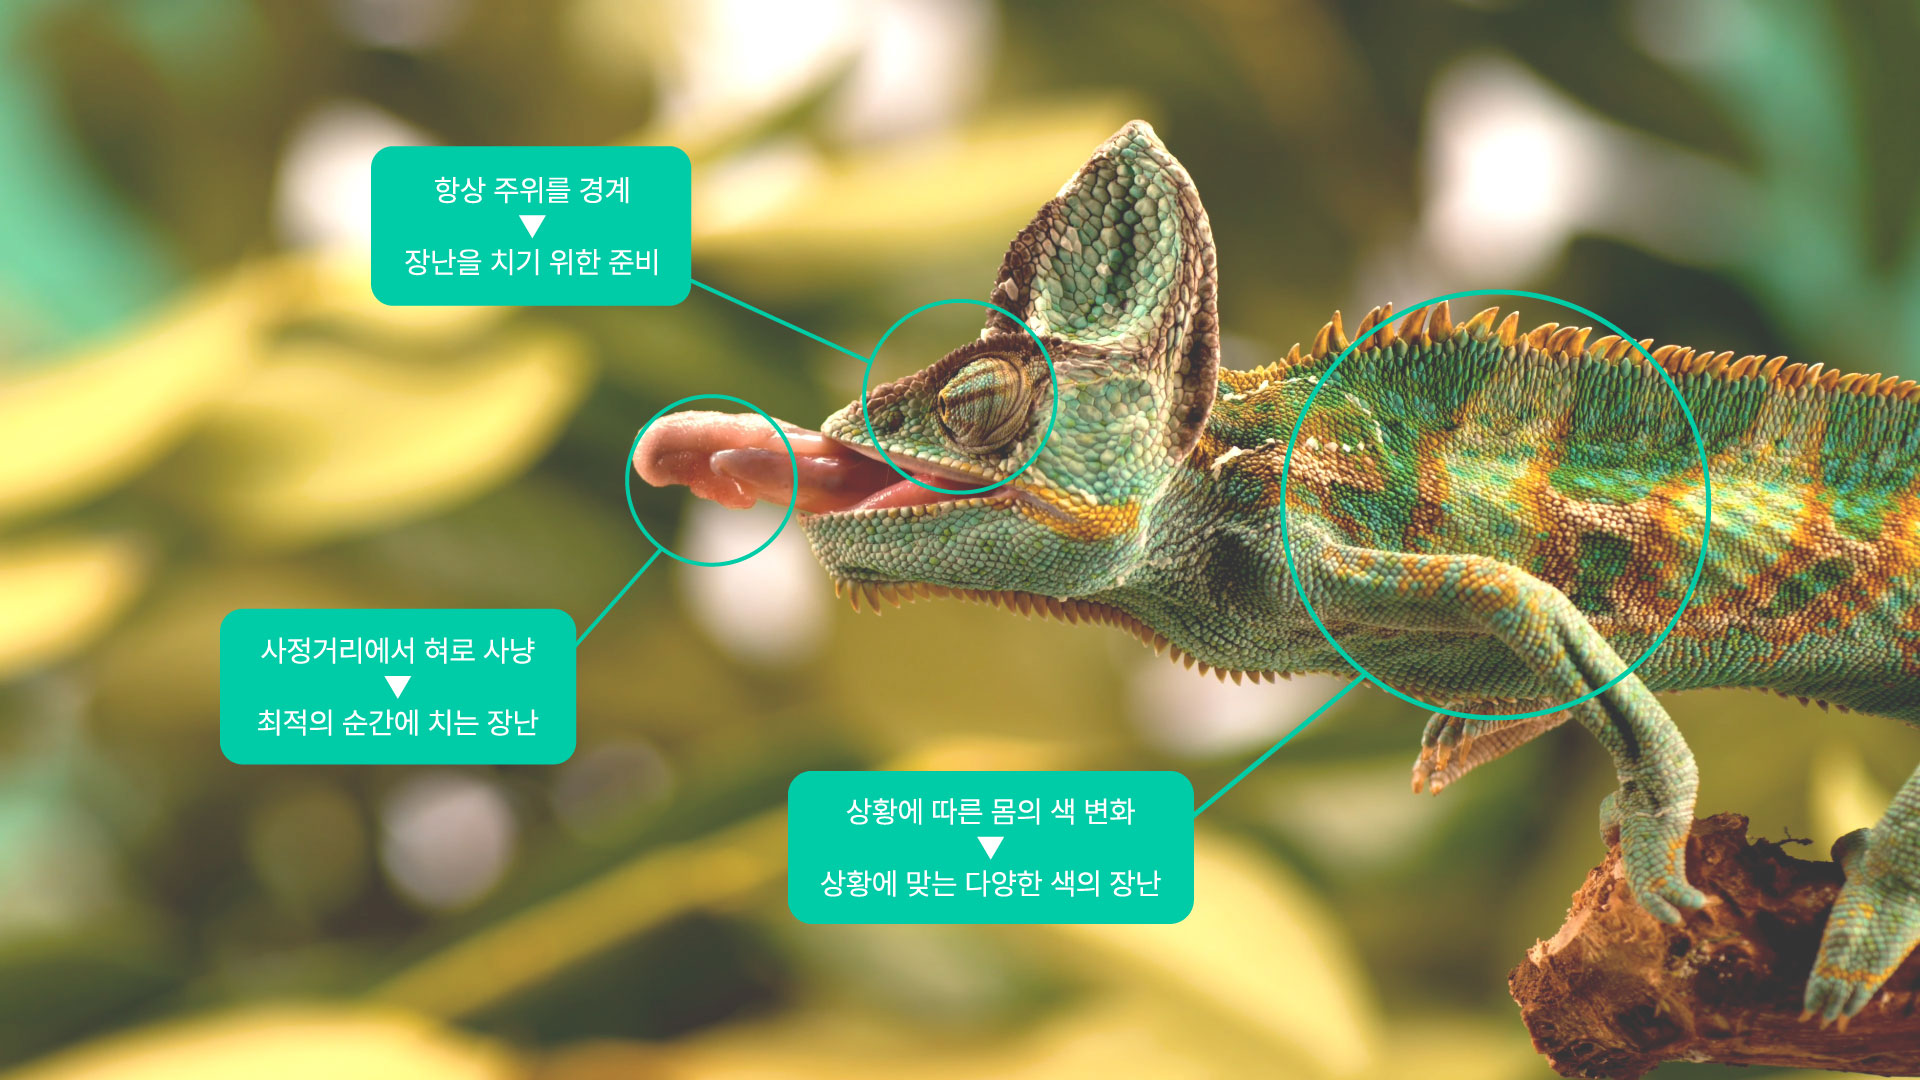 항상 주위를 경계
▼
장난을 치기 위한 준비
사정거리에서 혀로 사냥
▼
최적의 순간에 치는 장난
상황에 따른 몸의 색 변화
▼
상황에 맞는 다양한 색의 장난